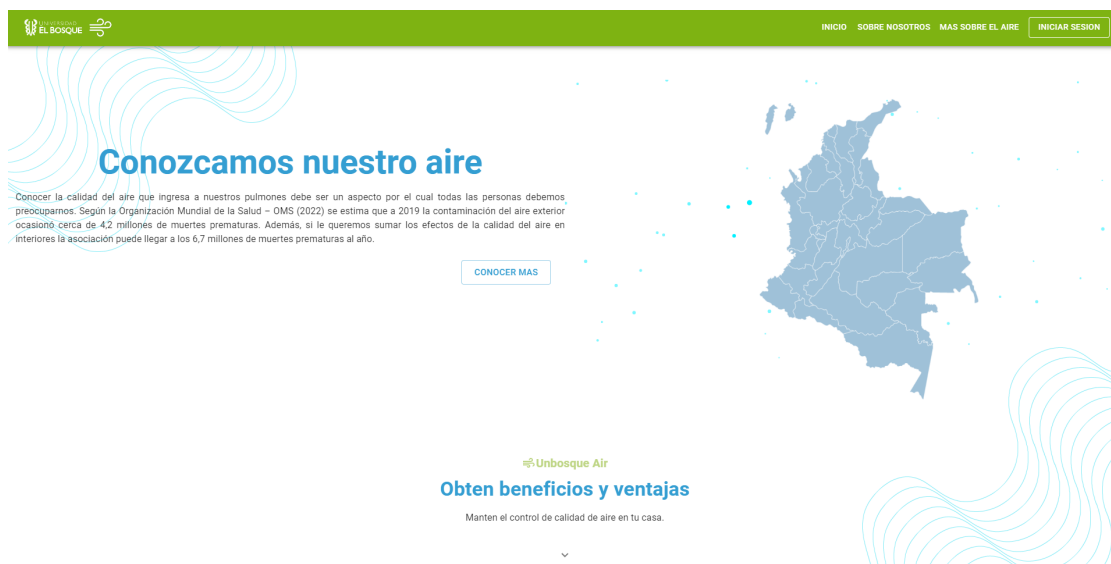 UNIVERSIDAD
EL BOSQUE
INICIO SOBRE NOSOTROS MAS SOBRE EL AIRE INICIAR SESION
Conozcamos nuestro aire
Conocer la calidad del aire que ingresa a nuestros pulmones debe ser un aspecto por el cual todas las personas debemos
preocuparnos. Según la Organización Mundial de la Salud – OMS (2022) se estima que a 2019 la contaminación del aire exterior
ocasionó cerca de 4,2 millones de muertes prematuras. Además, si le queremos sumar los efectos de la calidad del aire en
interiores la asociación puede llegar a los 6,7 millones de muertes prematuras al año.
CONOCER MAS
Unbosque Air
Obten beneficios y ventajas
Manten el control de calidad de aire en tu casa.